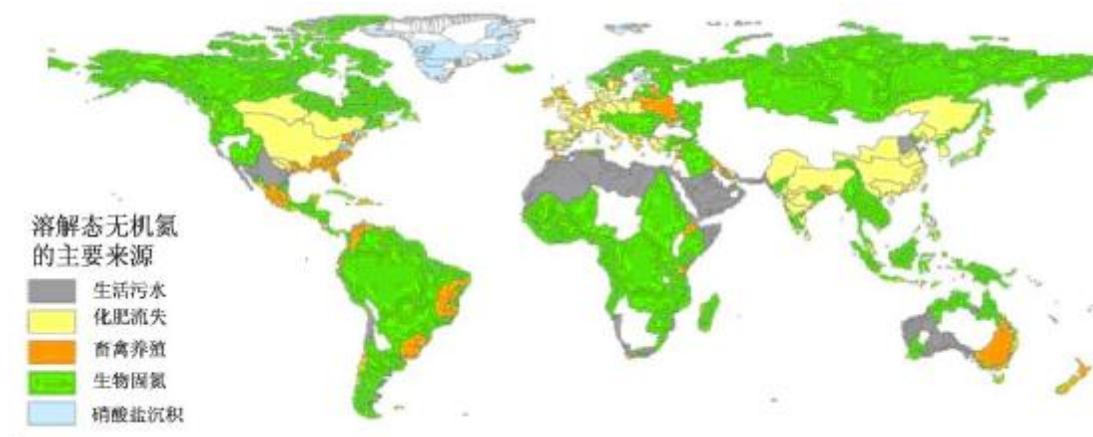 溶解态无机氮
的主要来源
生活污水
化肥流失
畜禽养殖
生物固氮
硝酸盐沉积